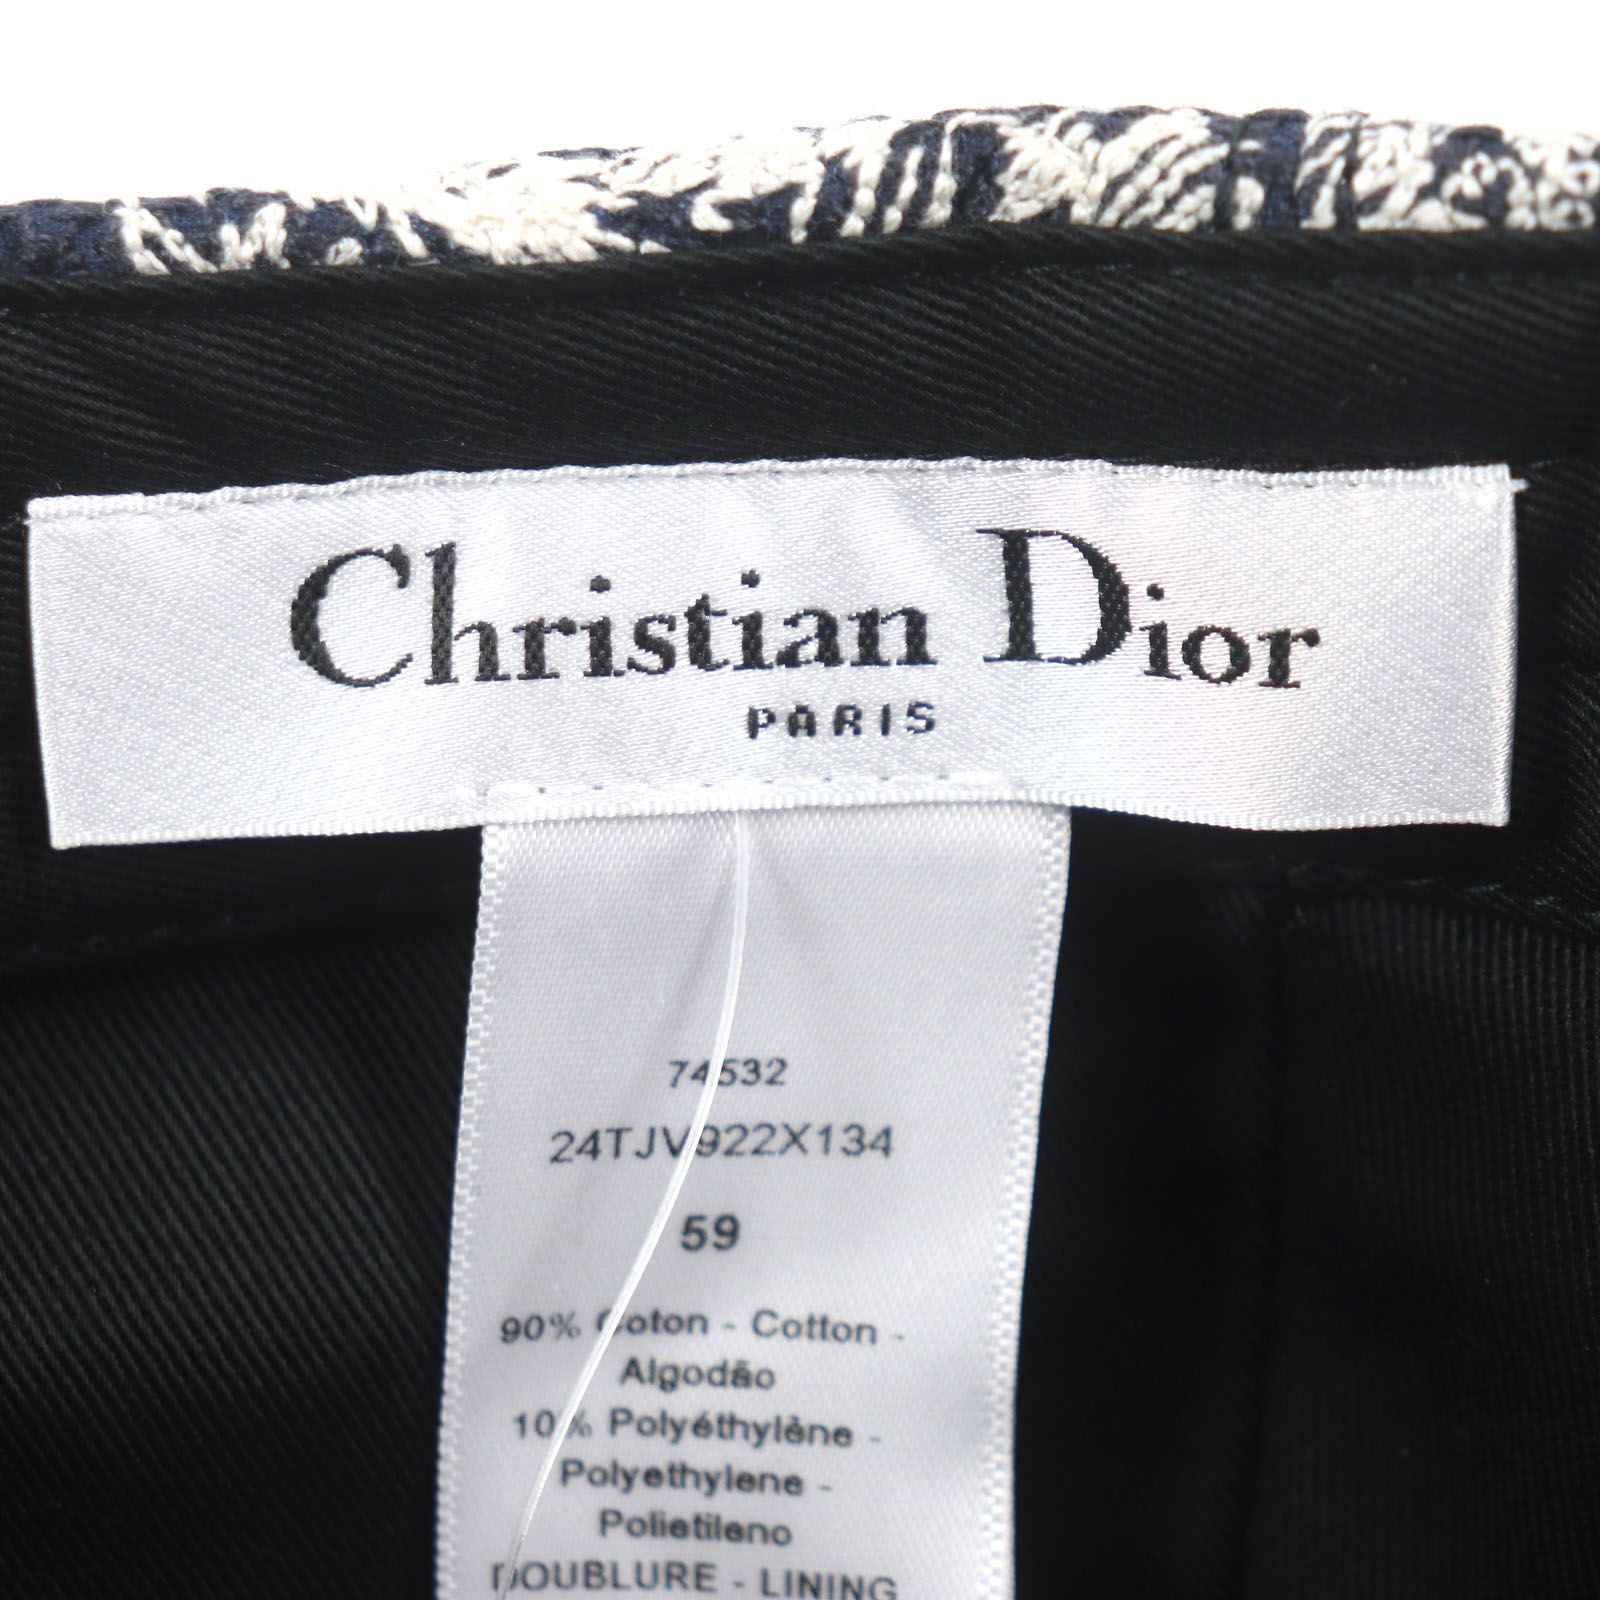 Christian Dior
PARIS
74532
24TJV922X134
59
90% Coton - Cotton -
Algodão
10% Polyéthylène -
Polyethylene -
Polietileno
DOUBLURE - LINING